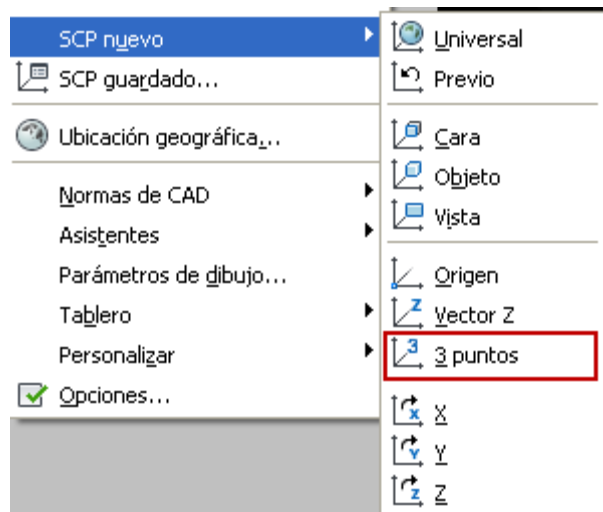 SCP nuevo
SCP guardado...
Ubicación geográfica...
Normas de CAD
Asistentes
Parámetros de dibujo...
Tablero
Personalizar
Opciones...
Universal
Previo
Cara
Objeto
Vista
Origen
Vector Z
3 puntos
X
Y
Z